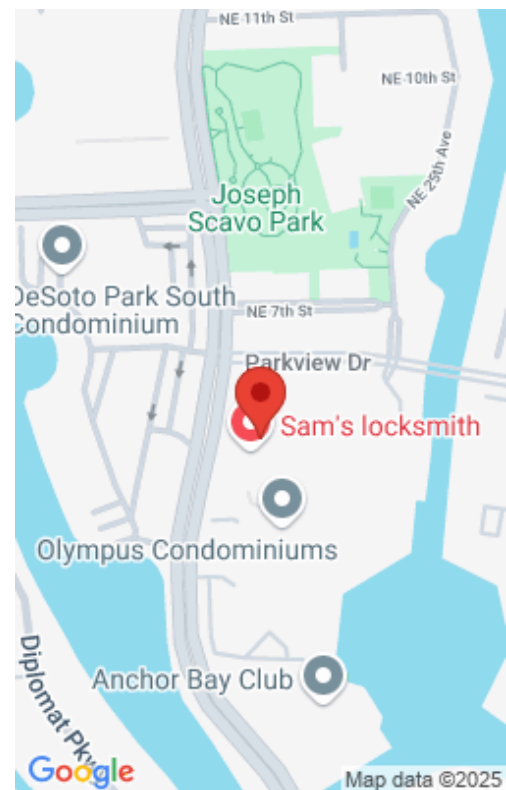 NE 11th St
NE 10th St
NE 25th Ave
Joseph
Scavo Park
DeSoto Park South
Condominium
NE 7th St
Parkview Dr
Sam's locksmith
Olympus Condominiums
Anchor Bay Club
Diplomat Pkwy
Google
Map data ©2025